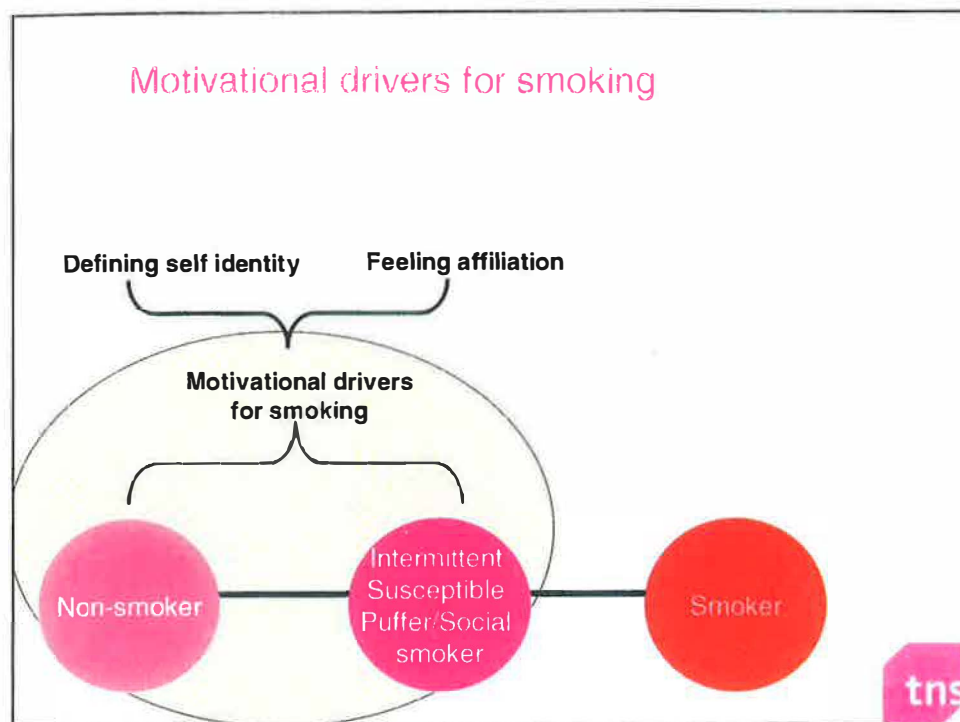 Motivational drivers for smoking
Defining self identity
Feeling affiliation
Motivational drivers
for smoking
Non-smoker
Intermittent
Susceptible
Puffer/Social
smoker
Smoker
tns